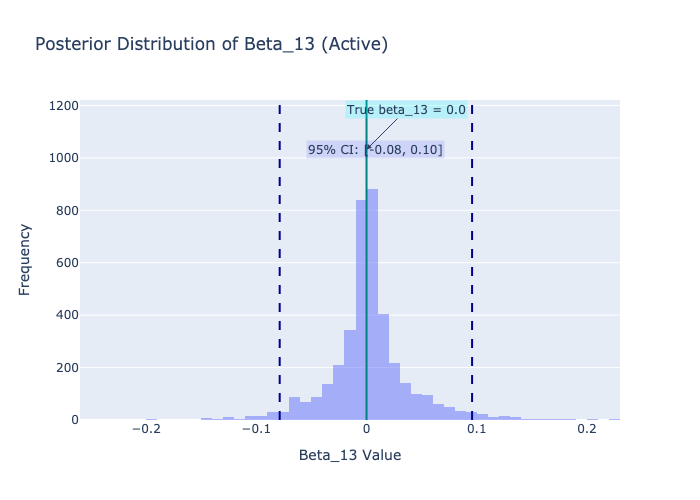 Posterior Distribution of Beta_13 (Active)
True beta_13 = 0.0
95% CI: [-0.08, 0.10]
1200
1000
800
600
400
200
0
Frequency
−0.2 −0.1 0 0.1 0.2
Beta_13 Value